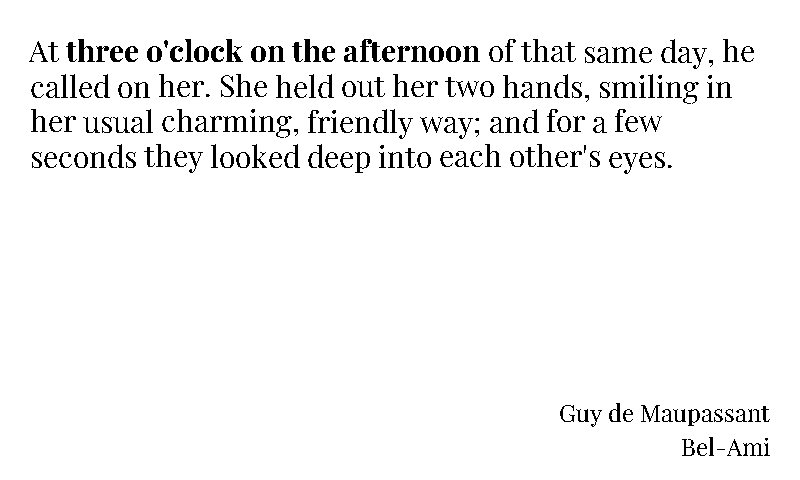 At three o'clock on the afternoon of that same day, he
called on her. She held out her two hands, smiling in
her usual charming, friendly way; and for a few
seconds they looked deep into each other's eyes.
Guy de Maupassant
Bel-Ami